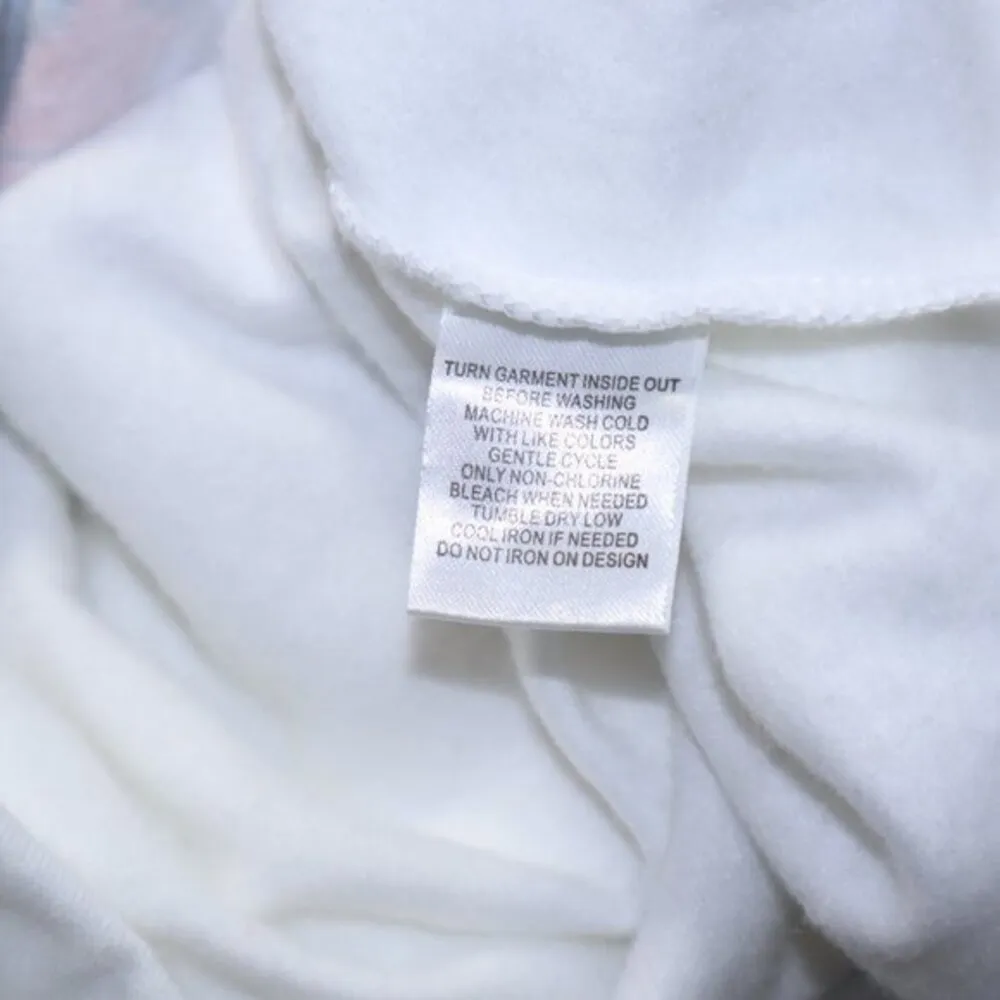 TURN GARMENT INSIDE OUT
BEFORE WASHING
MACHINE WASH COLD
WITH LIKE COLORS
GENTLE CYCLE
ONLY NON-CHLORINE
BLEACH WHEN NEEDED
TUMBLE DRY LOW
COOL IRON IF NEEDED
DO NOT IRON ON DESIGN